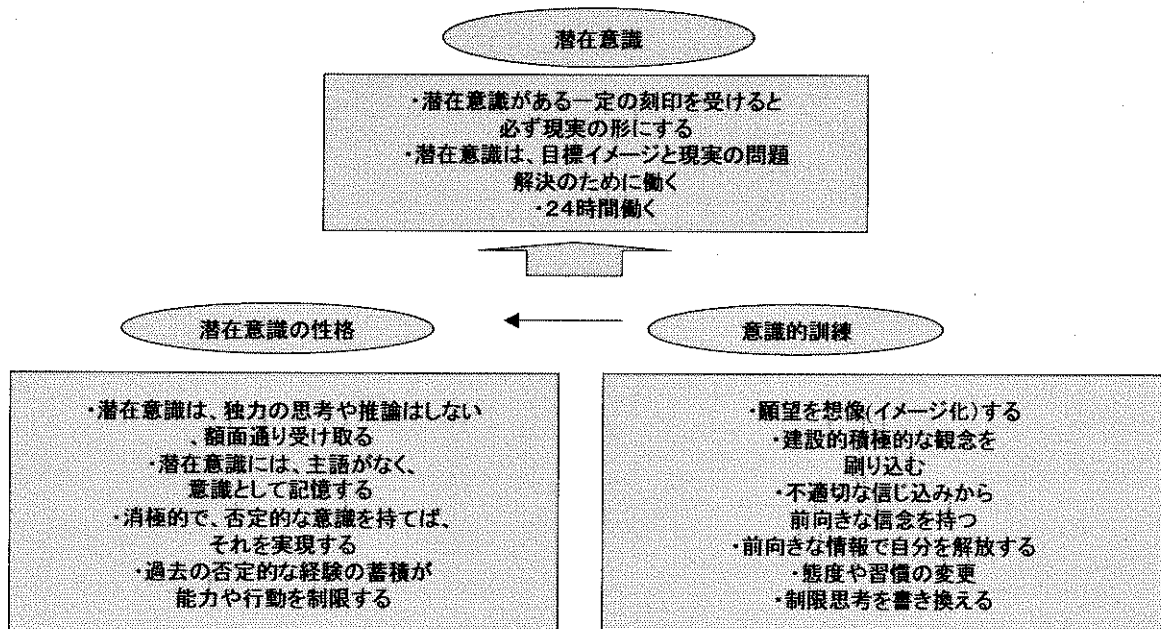 潜在意識
・潜在意識がある一定の刻印を受けると
必ず現実の形にする
・潜在意識は、目標イメージと現実の問題
解決のために働く
・24時間働く
潜在意識の性格
・潜在意識は、独力の思考や推論はしない
、額面通り受け取る
・潜在意識には、主語がなく、
意識として記憶する
・消極的で、否定的な意識を持てば、
それを実現する
・過去の否定的な経験の蓄積が
能力や行動を制限する
意識的訓練
・願望を想像(イメージ化)する
・建設的積極的な観念を
刷り込む
・不適切な信じ込みから
前向きな信念を持つ
・前向きな情報で自分を解放する
・態度や習慣の変更
・制限思考を書き換える